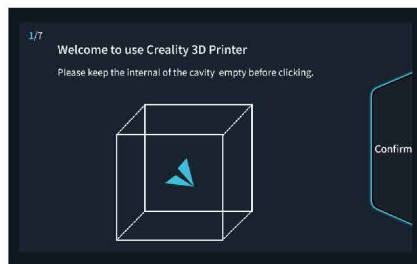 1/7
Welcome to use Creality 3D Printer
Please keep the internal of the cavity empty before clicking.
Confirm